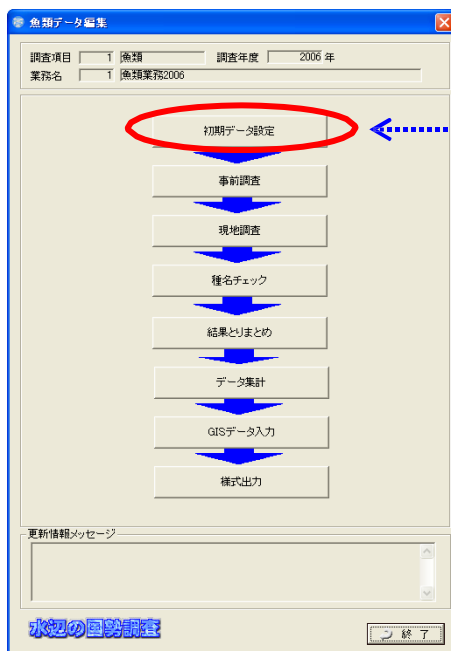 魚類データ編集
調査項目 1 魚類 調査年度 2006 年
業務名 1 魚類業務2006
初期データ設定
事前調査
現地調査
種名チェック
結果とりまとめ
データ集計
GISデータ入力
様式出力
更新情報メッセージ
水辺の国勢調査
終 了